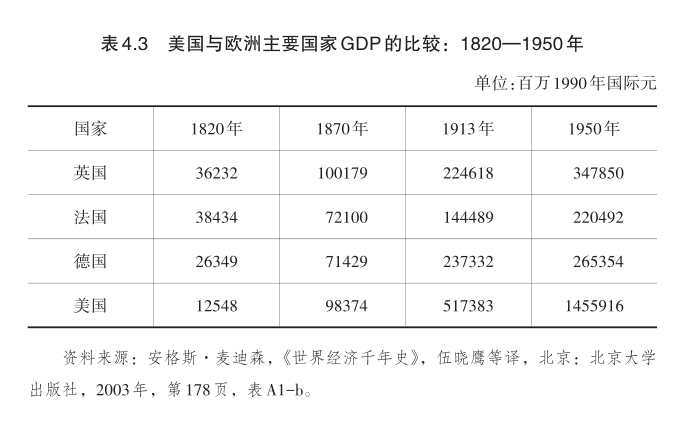 表4.3 美国与欧洲主要国家GDP的比较：1820—1950年
单位：百万1990年国际元
国家 1820年 1870年 1913年 1950年
英国 36232 100179 224618 347850
法国 38434 72100 144489 220492
德国 26349 71429 237332 265354
美国 12548 98374 517383 1455916
资料来源：安格斯·麦迪森，《世界经济千年史》，伍晓鹰等译，北京：北京大学
出版社，2003年，第178页，表A1-b。